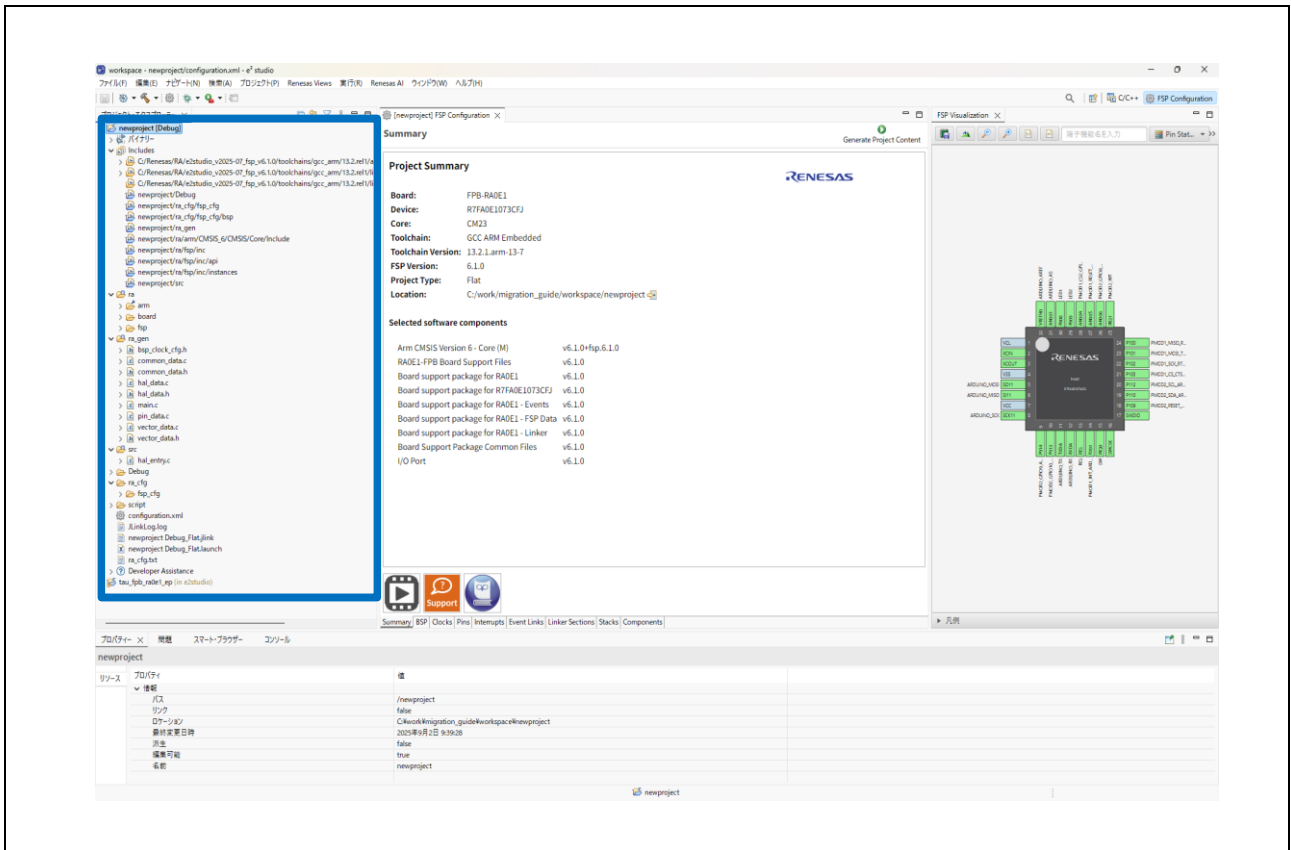 workspace - newproject/configuration.xml - e² studio
ファイル(F) 編集(E) ナビゲート(N) 検索(A) プロジェクト(P) Renesas Views 実行(R) Renesas AI ウィンドウ(W) ヘルプ(H)
C/C++ FSP Configuration
newproject [Debug]
バイナリー
Includes
C:/Renesas/RA/e2studio_v2025-07_fsp_v6.1.0/toolchains/gcc_arm/13.2.rel1/a
C:/Renesas/RA/e2studio_v2025-07_fsp_v6.1.0/toolchains/gcc_arm/13.2.rel1/li
C:/Renesas/RA/e2studio_v2025-07_fsp_v6.1.0/toolchains/gcc_arm/13.2.rel1/li
newproject/Debug
newproject/ra_cfg/fsp_cfg
newproject/ra_cfg/fsp_cfg/bsp
newproject/ra_gen
newproject/ra/arm/CMSIS_6/CMSIS/Core/Include
newproject/ra/fsp/inc
newproject/ra/fsp/inc/api
newproject/ra/fsp/inc/instances
newproject/src
ra
arm
board
fsp
ra_gen
bsp_clock_cfg.h
common_data.c
common_data.h
hal_data.c
hal_data.h
main.c
pin_data.c
vector_data.c
vector_data.h
src
hal_entry.c
Debug
ra_cfg
fsp_cfg
script
configuration.xml
JLinkLog.log
newproject Debug_Flat.jlink
newproject Debug_Flat.launch
ra_cfg.txt
Developer Assistance
tau_fpb_ra0e1_ep (in e2studio)
[newproject] FSP Configuration
Summary
Generate Project Content
Project Summary
RENESAS
Board: FPB-RA0E1
Device: R7FA0E1073CFJ
Core: CM23
Toolchain: GCC ARM Embedded
Toolchain Version: 13.2.1.arm-13-7
FSP Version: 6.1.0
Project Type: Flat
Location: C:/work/migration_guide/workspace/newproject
Selected software components
Arm CMSIS Version 6 - Core (M) v6.1.0+fsp.6.1.0
RA0E1-FPB Board Support Files v6.1.0
Board support package for RA0E1 v6.1.0
Board support package for R7FA0E1073CFJ v6.1.0
Board support package for RA0E1 - Events v6.1.0
Board support package for RA0E1 - FSP Data v6.1.0
Board support package for RA0E1 - Linker v6.1.0
Board Support Package Common Files v6.1.0
I/O Port v6.1.0
Support
Summary BSP Clocks Pins Interrupts Event Links Linker Sections Stacks Components
FSP Visualization
端子機能名を入力 Pin Stat...
RENESAS
凡例
プロパティー 問題 スマート・ブラウザー コンソール
newproject
リソース プロパティ 値
情報
パス /newproject
リンク false
ロケーション C:¥work¥migration_guide¥workspace¥newproject
最終変更日時 2025年9月2日 9:39:28
派生 false
編集可能 true
名前 newproject
newproject